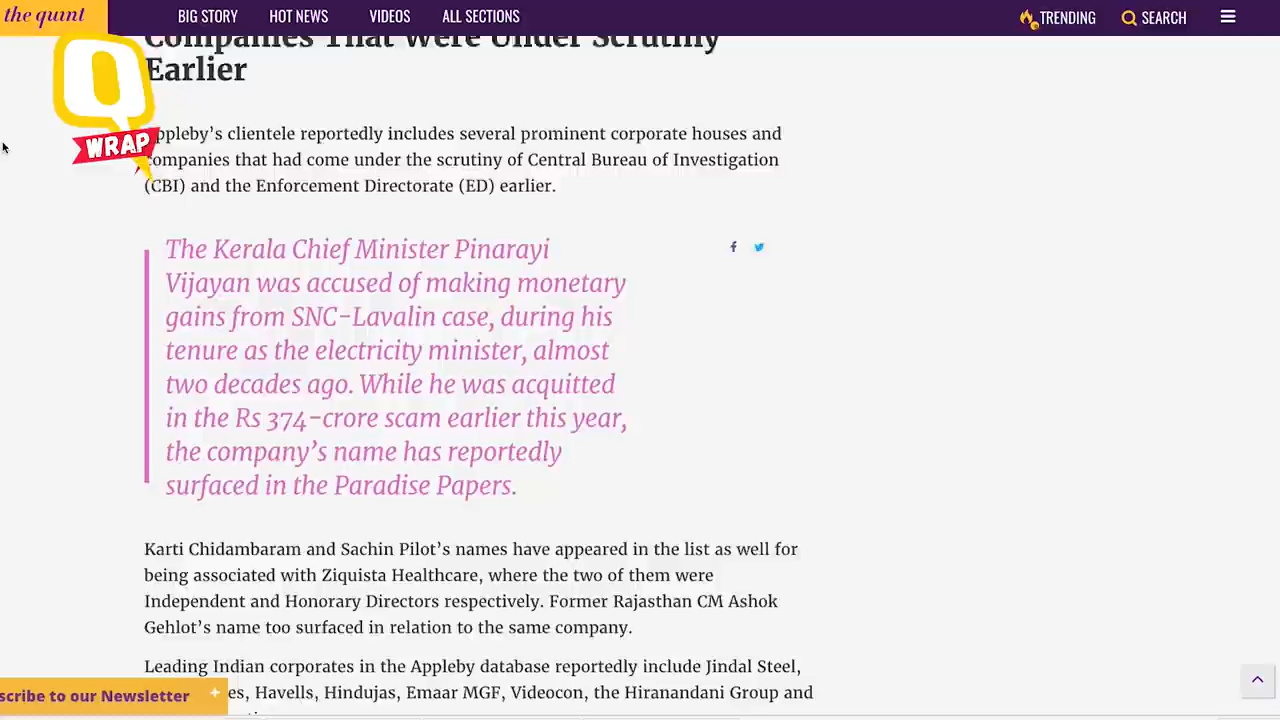 the quint
BIG STORY HOT NEWS VIDEOS ALL SECTIONS TRENDING SEARCH
Companies That Were Under Scrutiny
Earlier
WRAP
Appleby's clientele reportedly includes several prominent corporate houses and
companies that had come under the scrutiny of Central Bureau of Investigation
(CBI) and the Enforcement Directorate (ED) earlier.
The Kerala Chief Minister Pinarayi
Vijayan was accused of making monetary
gains from SNC-Lavalin case, during his
tenure as the electricity minister, almost
two decades ago. While he was acquitted
in the Rs 374-crore scam earlier this year,
the company's name has reportedly
surfaced in the Paradise Papers.
Karti Chidambaram and Sachin Pilot's names have appeared in the list as well for
being associated with Ziquista Healthcare, where the two of them were
Independent and Honorary Directors respectively. Former Rajasthan CM Ashok
Gehlot's name too surfaced in relation to the same company.
Leading Indian corporates in the Appleby database reportedly include Jindal Steel,
es, Havells, Hindujas, Emaar MGF, Videocon, the Hiranandani Group and
scribe to our Newsletter +